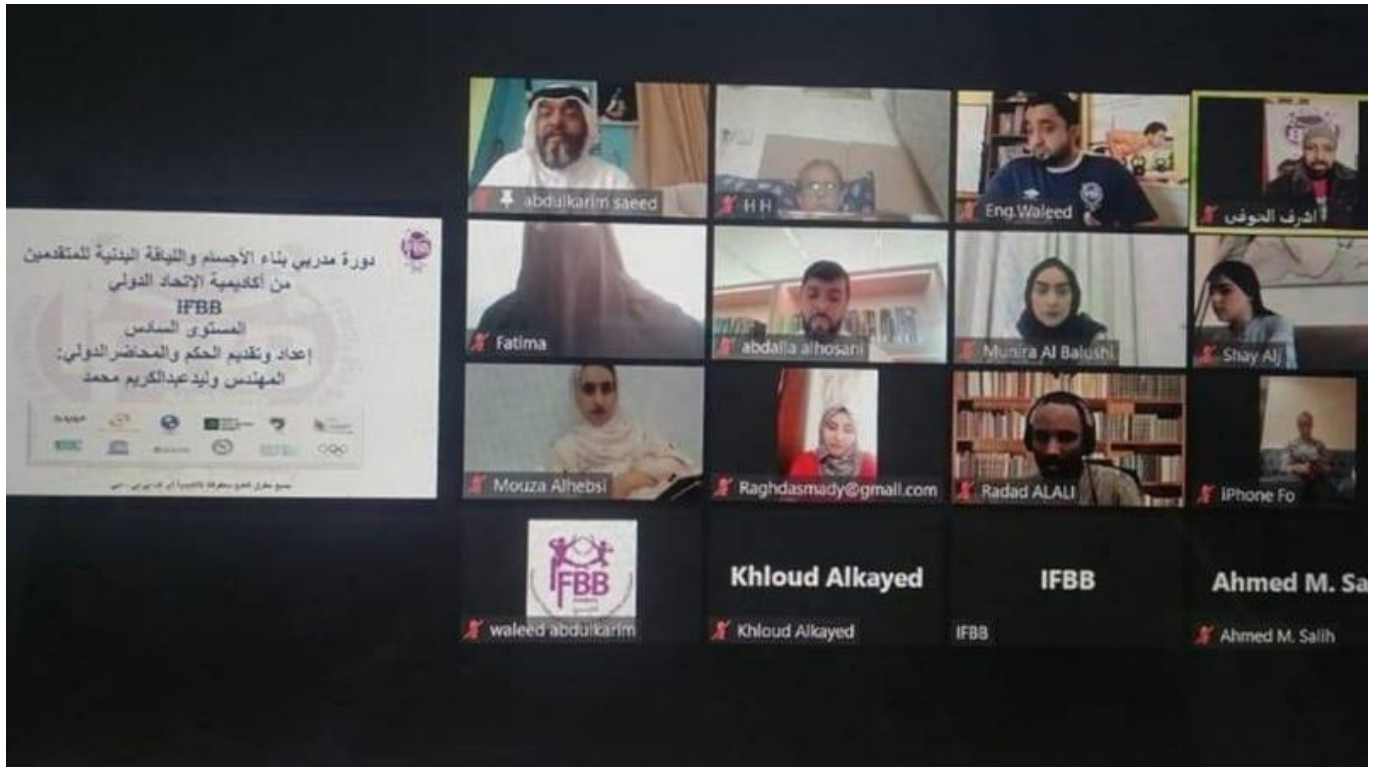 دورة مدربي بناء الأجسام واللياقة البدنية للمتقدمين
من أكاديمية الإتحاد الدولي
IFBB
المستوى السادس
إعداد وتقديم الحكم والمحاضر الدولي:
المهندس وليد عبدالكريم محمد
abdulkarim saeed
H H
Eng.Waleed
اشرف الحوفي
Fatima
abdalla alhosani
Munira Al Balushi
Shay Alj
Mouza Alhebsi
Raghdasmady@gmail.com
Radad ALALI
iPhone Fo
IFBB
waleed abdulkarim
Khloud Alkayed
Khloud Alkayed
IFBB
IFBB
Ahmed M. Sa
Ahmed M. Salih